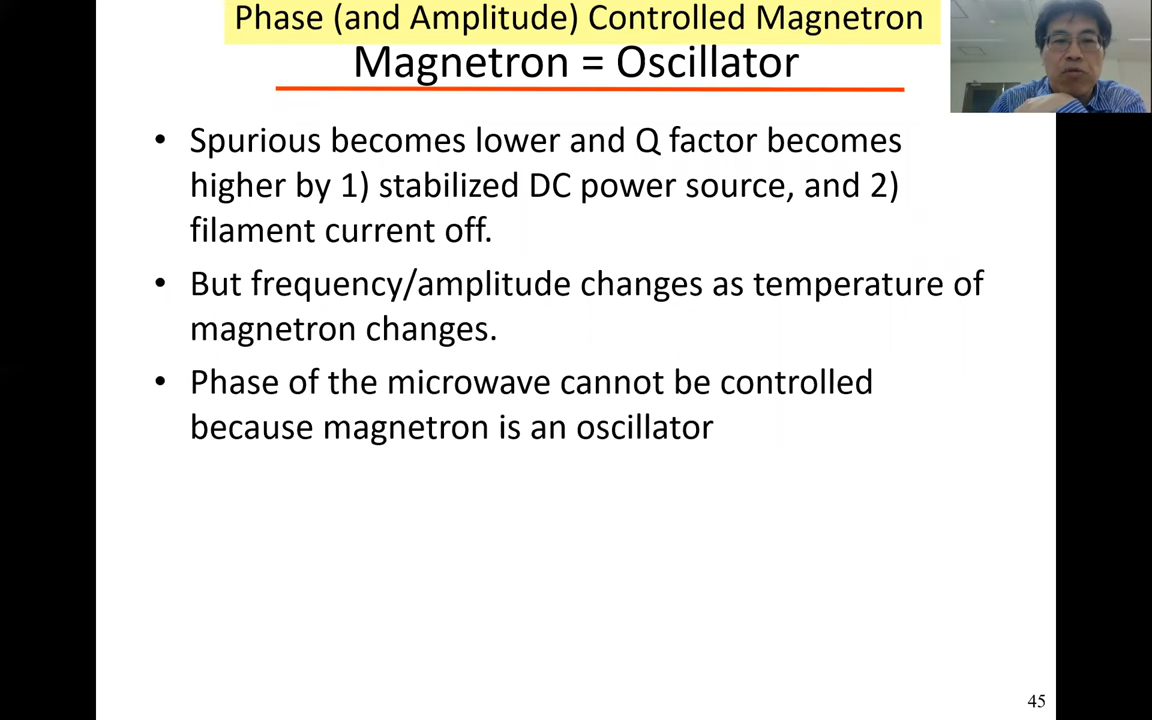 Phase (and Amplitude) Controlled Magnetron
Magnetron = Oscillator
• Spurious becomes lower and Q factor becomes
higher by 1) stabilized DC power source, and 2)
filament current off.
• But frequency/amplitude changes as temperature of
magnetron changes.
• Phase of the microwave cannot be controlled
because magnetron is an oscillator
45